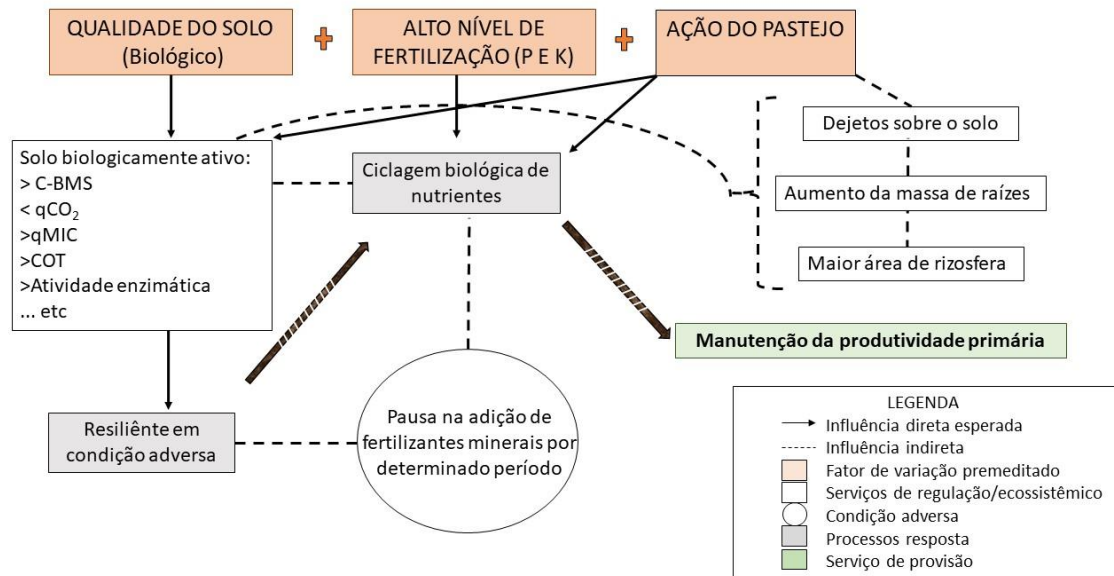 QUALIDADE DO SOLO
(Biológico)
ALTO NÍVEL DE
FERTILIZAÇÃO (P E K)
AÇÃO DO PASTEJO
Solo biologicamente ativo:
> C-BMS
< qCO₂
>qMIC
>COT
>Atividade enzimática
... etc
Ciclagem biológica de
nutrientes
Dejetos sobre o solo
Aumento da massa de raízes
Maior área de rizosfera
Manutenção da produtividade primária
Resiliênte em
condição adversa
Pausa na adição de
fertilizantes minerais por
determinado período
LEGENDA
Influência direta esperada
Influência indireta
Fator de variação premeditado
Serviços de regulação/ecossistêmico
Condição adversa
Processos resposta
Serviço de provisão